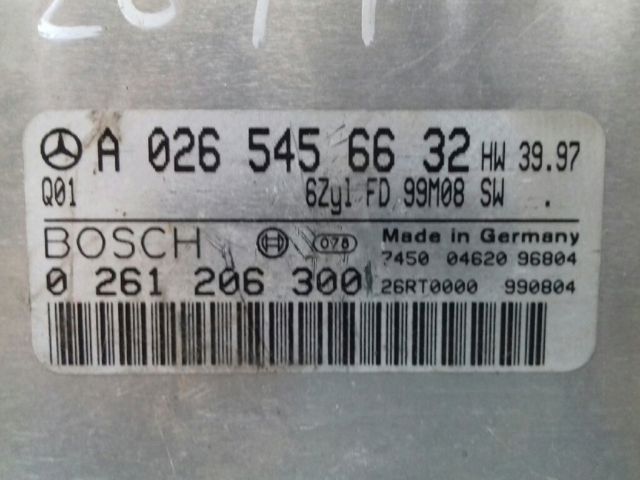 A 026 545 66 32 HW 39.97
Q01 6Zyl FD 99M08 SW .
BOSCH 078 Made in Germany
7450 04620 96804
0 261 206 300 26RT0000 990804